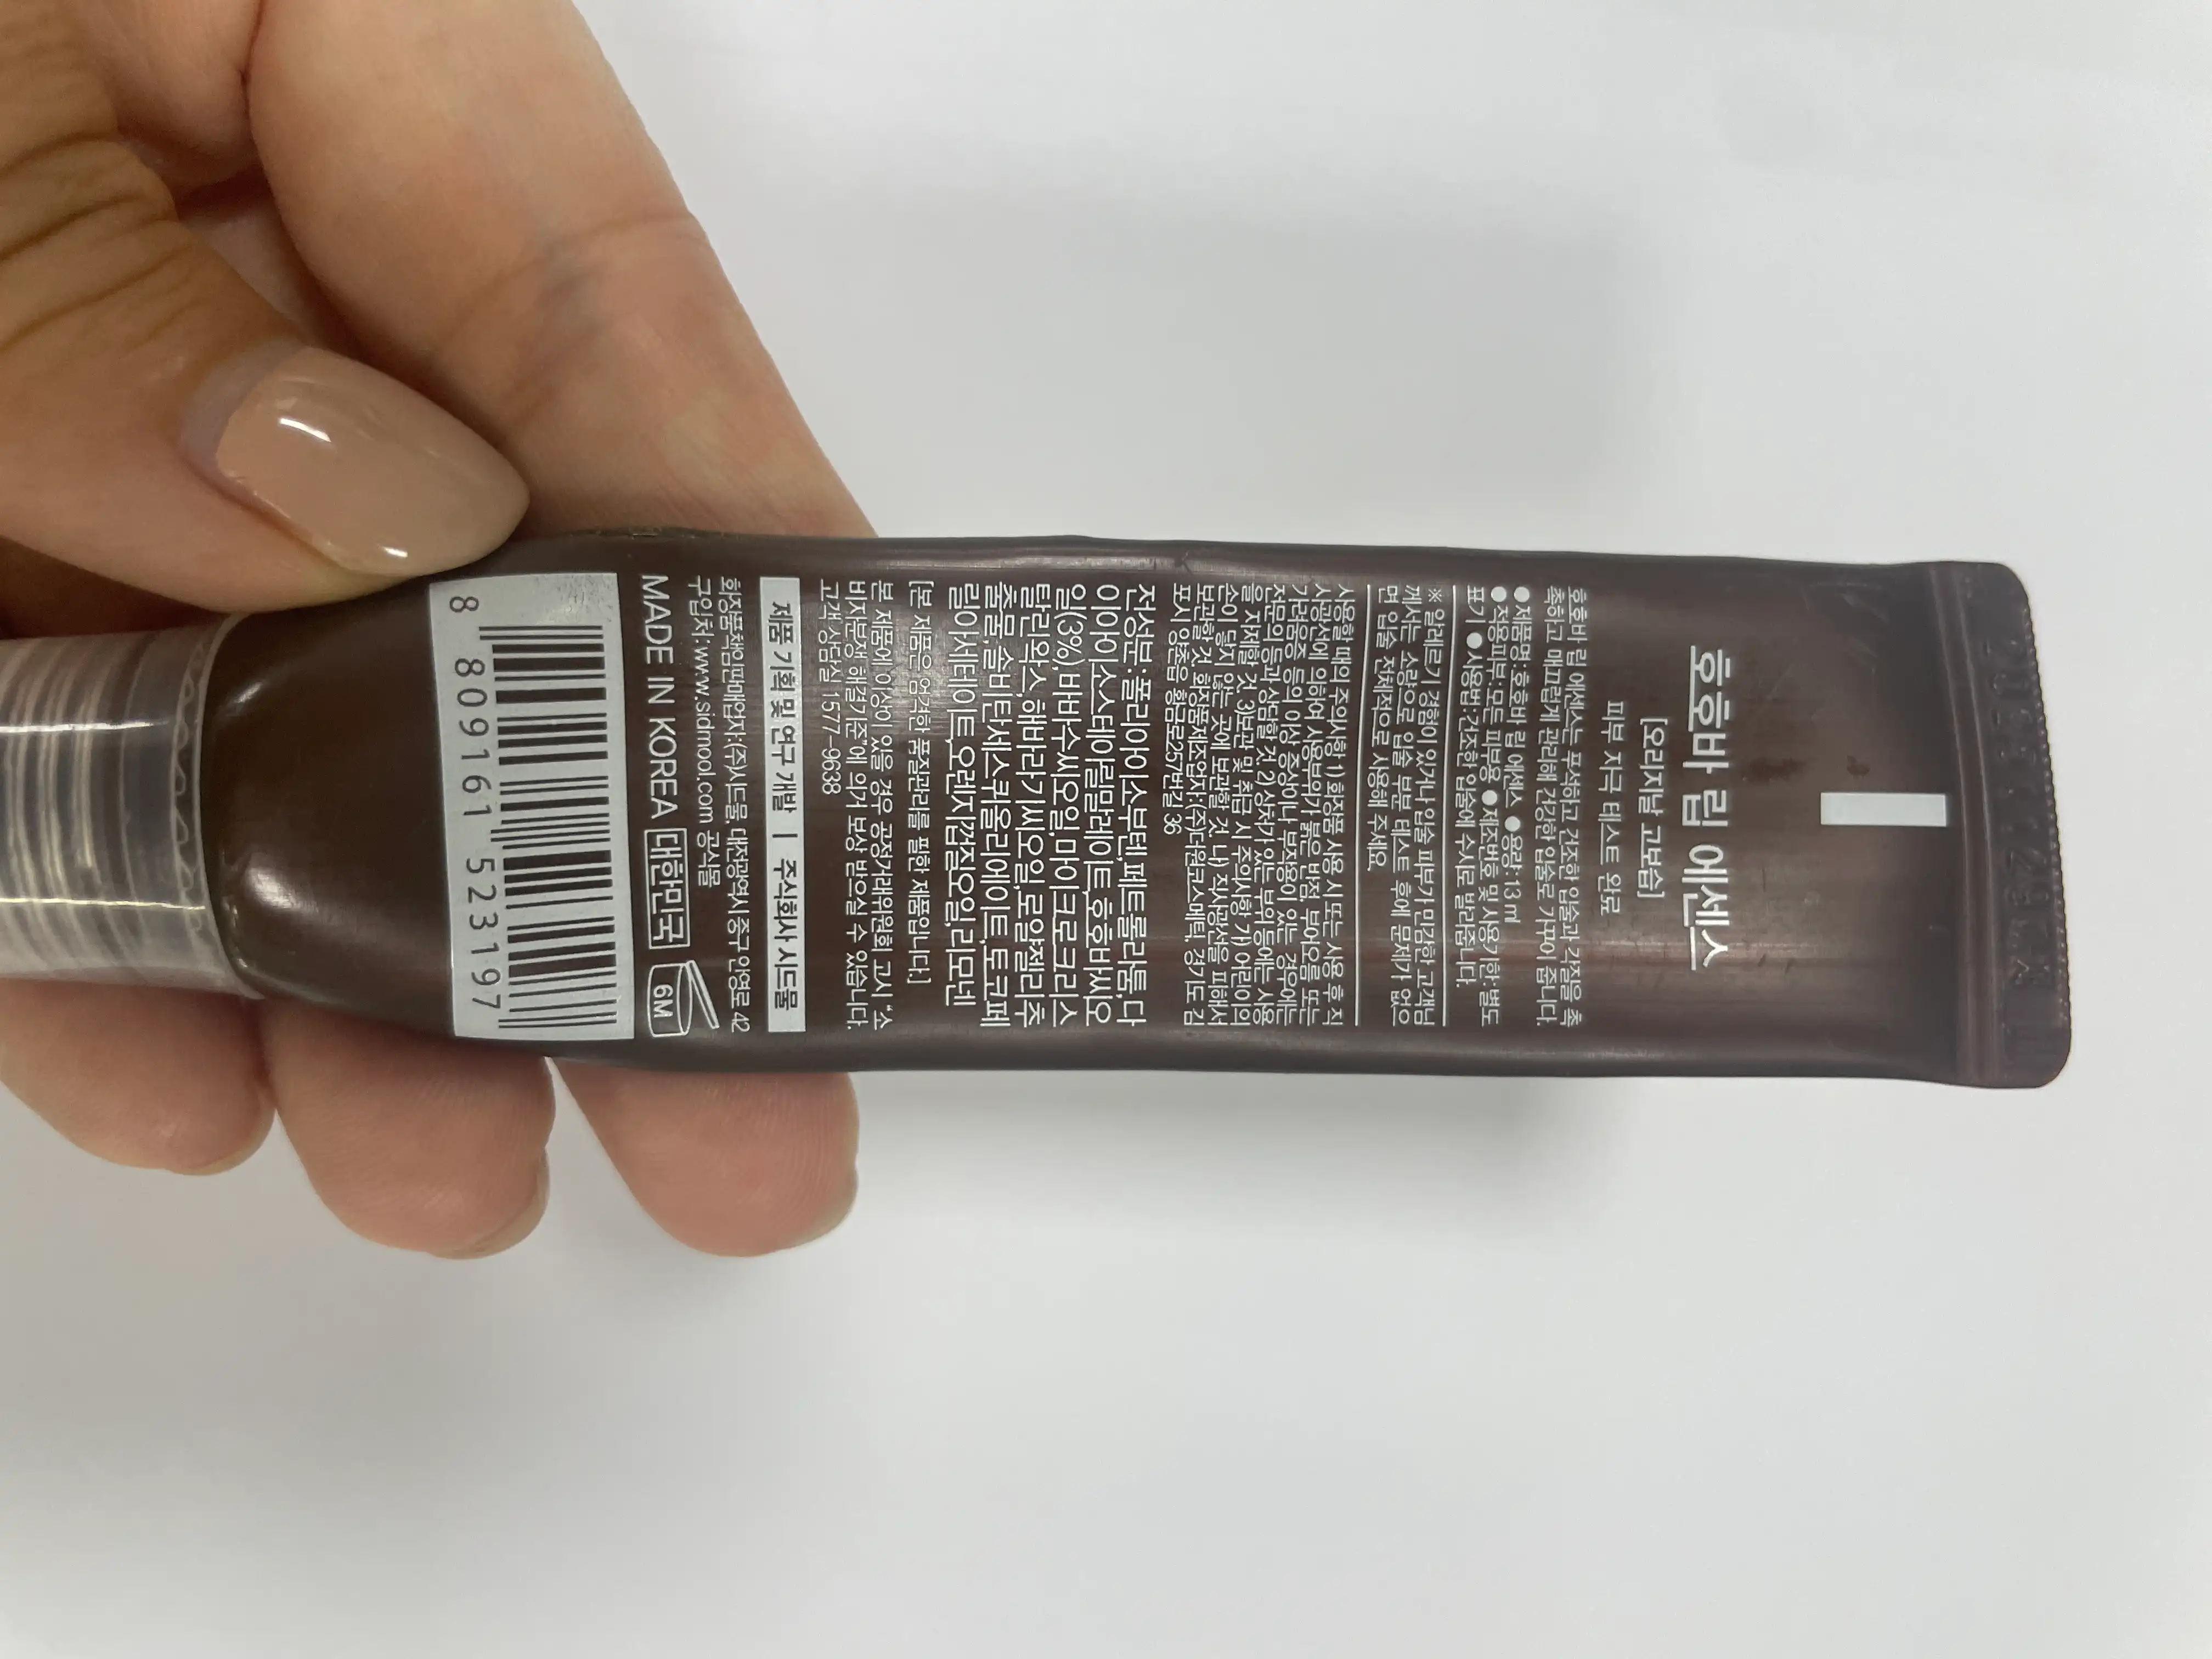 호호바 립 에센스
[오리지날 고보습]
피부 자극 테스트 완료
호호바 립 에센스는 푸석하고 건조한 입술과 각질을 촉
촉하고 매끄럽게 관리해 건강한 입술로 가꾸어 줍니다.
●제품명:호호바 립 에센스 ●용량:13㎖
●적용피부:모든 피부용 ●제조번호 및 사용기한:별도
표기 ●사용법:건조한 입술에 수시로 발라줍니다.
※ 알레르기 경험이 있거나 입술 피부가 민감한 고객님
께서는 소량으로 입술 부분 테스트 후에 문제가 없으
면 입술 전체적으로 사용해 주세요.
사용할 때의 주의사항 1)화장품 사용 시 또는 사용 후 직
사광선에 의하여 사용부위가 붉은 반점, 부어오름 또는
가려움증 등의 이상 증상이나 부작용이 있는 경우에는
전문의 등과 상담할 것 2)상처가 있는 부위 등에는 사용
을 자제할 것 3)보관 및 취급 시 주의사항 가)어린이의
손이 닿지 않는 곳에 보관할 것 나) 직사광선을 피해서
보관할 것 화장품제조업자:(주)더원코스메틱, 경기도 김
포시 양촌읍 황금로257번길 36
전성분:폴리아이소부텐,페트롤라툼,다
이아이소스테아릴말레이트,호호바씨오
일(3%),바바수씨오일,마이크로크리스
탈린왁스,해바라기씨오일,로얄젤리추
출물,솔비탄세스퀴올리에이트,토코페
릴아세테이트,오렌지껍질오일,리모넨
[본 제품은 엄격한 품질관리를 필한 제품입니다.]
본 제품에 이상이 있을 경우 공정거래위원회 고시 "소
비자분쟁 해결기준"에 의거 보상 받으실 수 있습니다.
고객 상담실 1577-9638
제품 기획 및 연구 개발 | 주식회사 시드물
화장품책임판매업자:(주)시드물, 대전광역시 중구 안영로 42
구입처:www.sidmool.com 공식몰
MADE IN KOREA 대한민국 6M
8 809161 523197